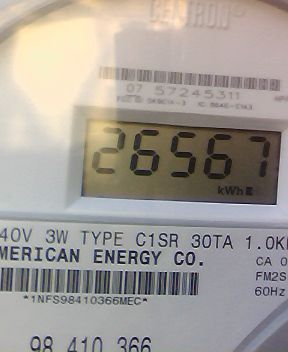 CENTRON®
07 57245311
26567
kWh
40V 3W TYPE C1SR 30TA 1.0K
MERICAN ENERGY CO.
CA 0
FM2S
*1NFS98410366MEC*
60Hz
98 410 366